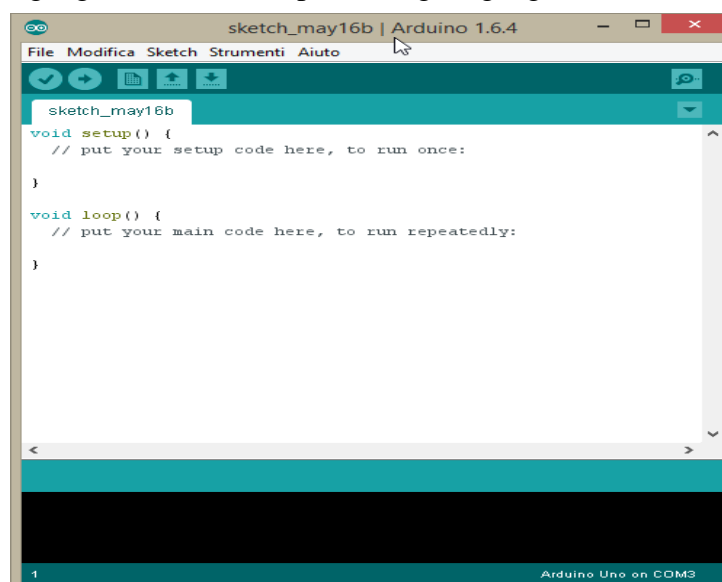 sketch_may16b | Arduino 1.6.4
File Modifica Sketch Strumenti Aiuto
sketch_may16b
void setup() {
// put your setup code here, to run once:
}
void loop() {
// put your main code here, to run repeatedly:
}
1 Arduino Uno on COM3